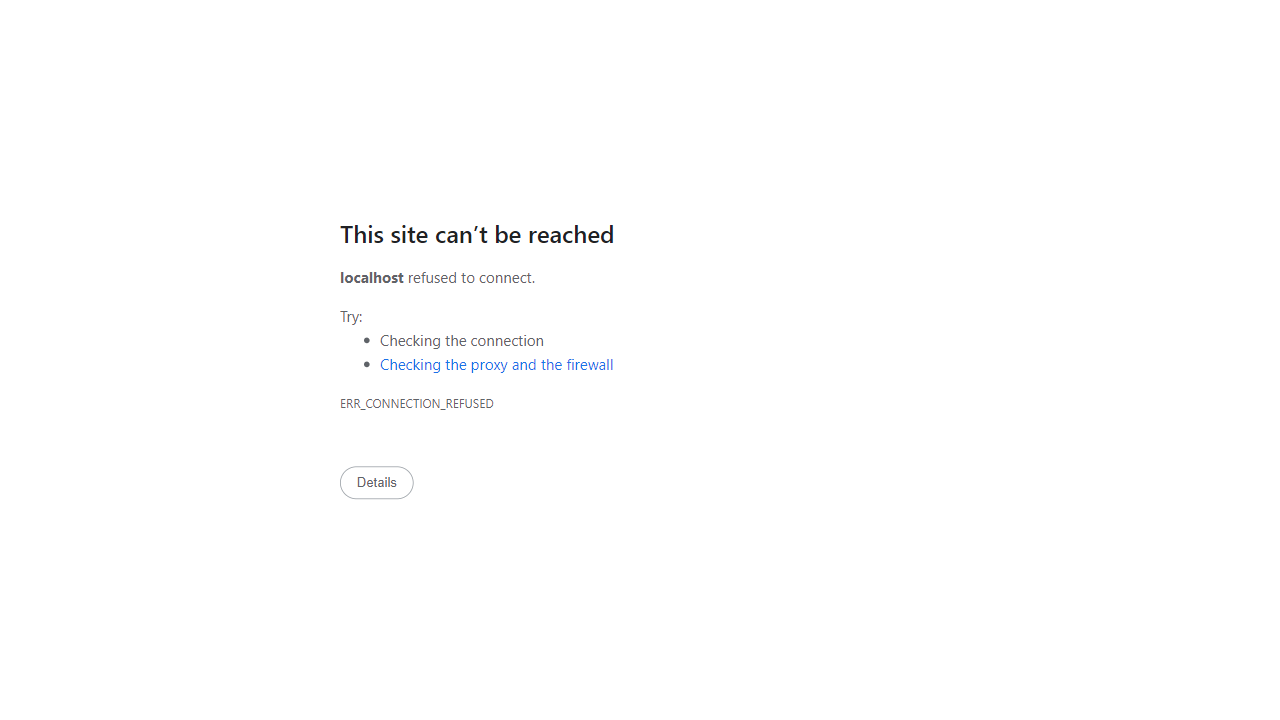 This site can’t be reached
localhost refused to connect.
Try:
Checking the connection
Checking the proxy and the firewall
ERR_CONNECTION_REFUSED
Details